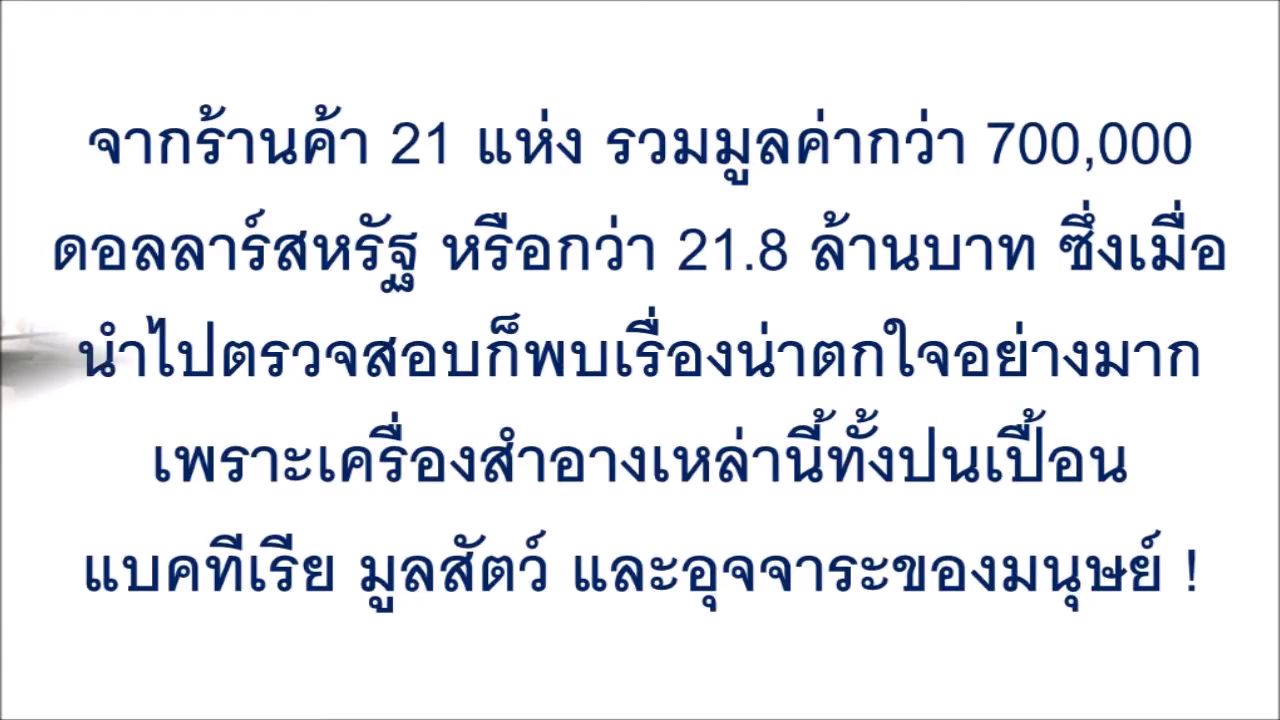 จากร้านค้า 21 แห่ง รวมมูลค่ากว่า 700,000
ดอลลาร์สหรัฐ หรือกว่า 21.8 ล้านบาท ซึ่งเมื่อ
นำไปตรวจสอบก็พบเรื่องน่าตกใจอย่างมาก
เพราะเครื่องสำอางเหล่านี้ทั้งปนเปื้อน
แบคทีเรีย มูลสัตว์ และอุจจาระของมนุษย์ !